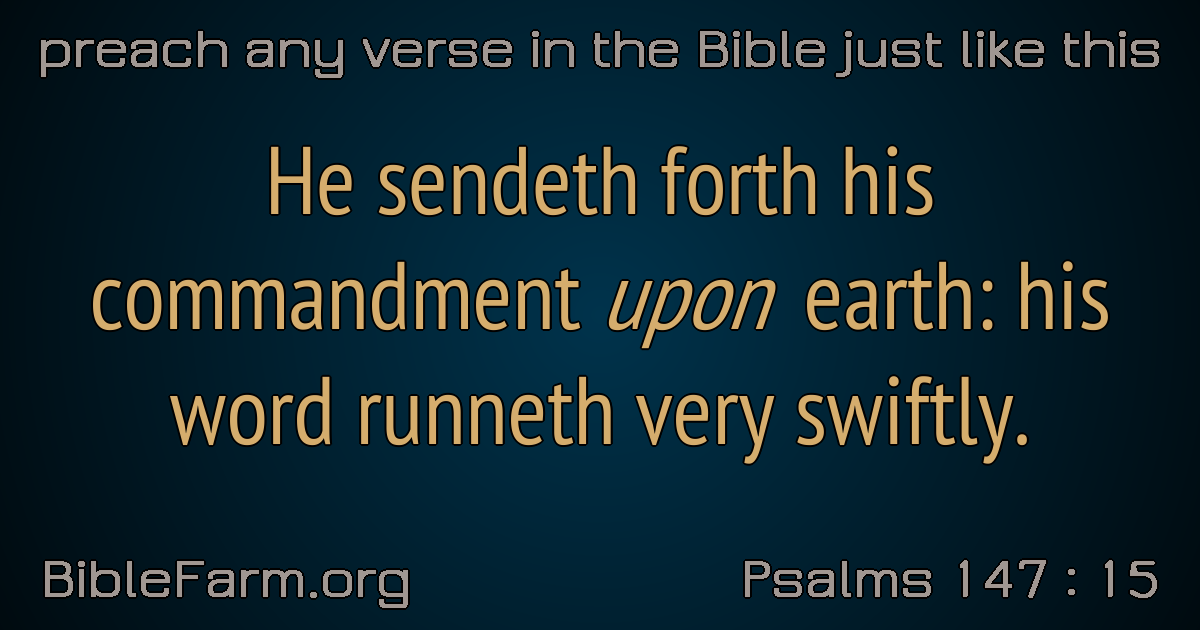 preach any verse in the Bible just like this
He sendeth forth his
commandment upon earth: his
word runneth very swiftly.
BibleFarm.org
Psalms 147 : 15